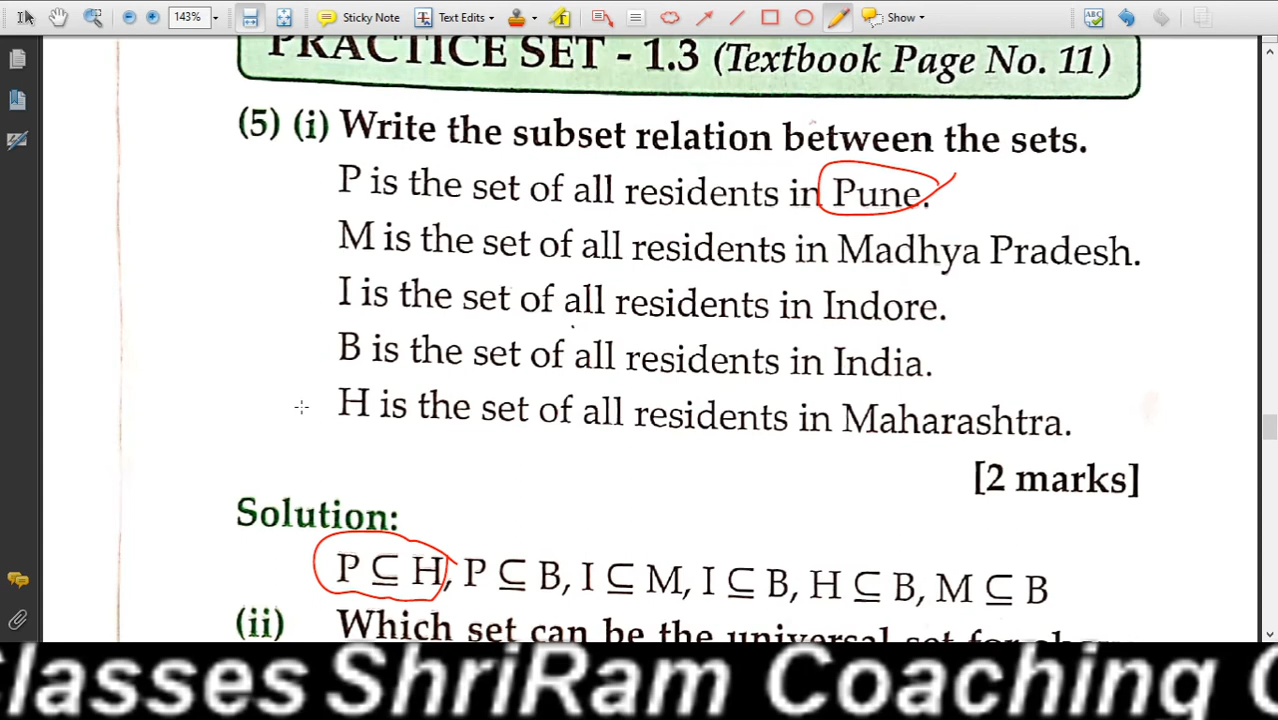 143%
Sticky Note
Text Edits
Show
PRACTICE SET - 1.3 (Textbook Page No. 11)
(5) (i) Write the subset relation between the sets.
P is the set of all residents in Pune.
M is the set of all residents in Madhya Pradesh.
I is the set of all residents in Indore.
B is the set of all residents in India.
H is the set of all residents in Maharashtra.
[2 marks]
Solution:
P ⊆ H, P ⊆ B, I ⊆ M, I ⊆ B, H ⊆ B, M ⊆ B
(ii) Which set can be the universal set for
Classes ShriRam Coaching C